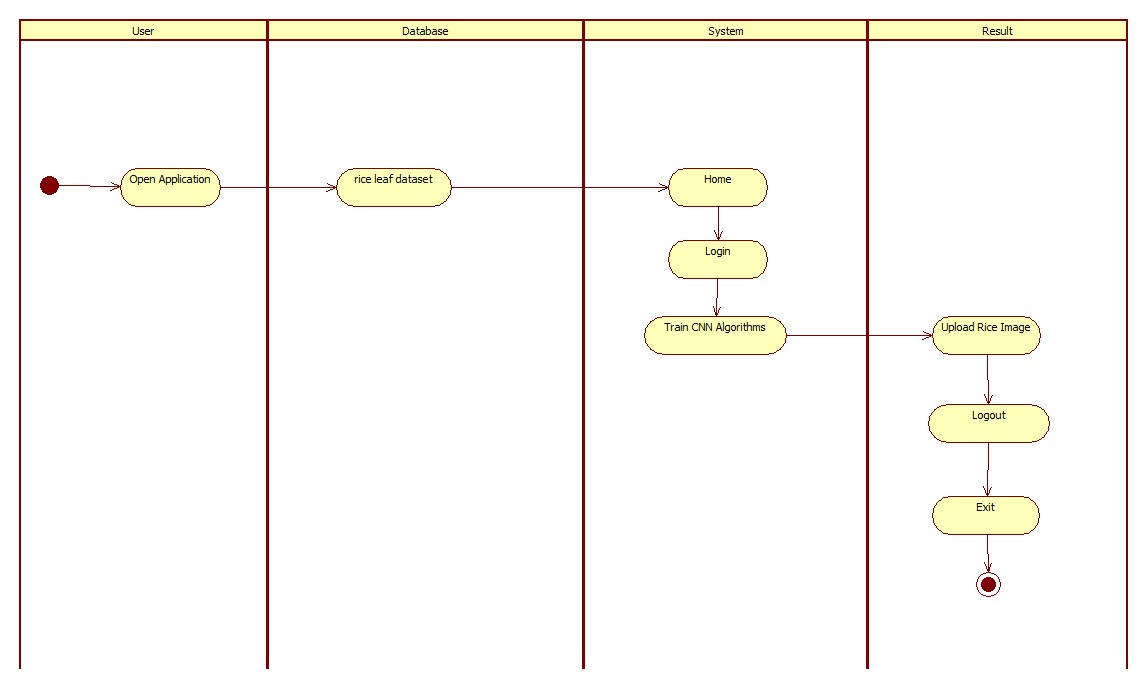 User
Database
System
Result
Open Application
rice leaf dataset
Home
Login
Train CNN Algorithms
Upload Rice Image
Logout
Exit